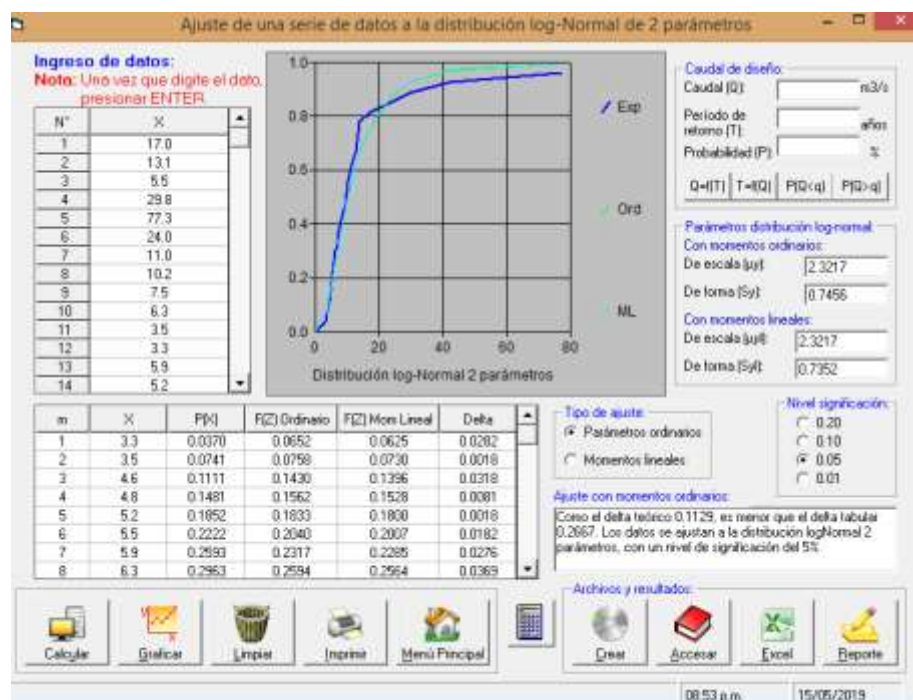 Ajuste de una serie de datos a la distribución log-Normal de 2 parámetros
Ingreso de datos:
Nota: Una vez que digite el dato,
presionar ENTER
N° X
1 17.0
2 13.1
3 5.5
4 29.8
5 77.3
6 24.0
7 11.0
8 10.2
9 7.5
10 6.3
11 3.5
12 3.3
13 5.9
14 5.2
1.0
0.8
0.6
0.4
0.2
0.0
0 20 40 60 80
Distribución log-Normal 2 parámetros
Exp
Ord
ML
Caudal de diseño:
Caudal (Q): m3/s
Período de
retorno (T): años
Probabilidad (P): %
Q=f(T) T=f(Q) P(Q<q) P(Q>q)
Parámetros distribución log-normal:
Con momentos ordinarios:
De escala (μy): 2.3217
De forma (Sy): 0.7456
Con momentos lineales:
De escala (μyl): 2.3217
De forma (Syl): 0.7352
m X P(X) F(Z) Ordinario F(Z) Mom Lineal Delta
1 3.3 0.0370 0.0652 0.0625 0.0282
2 3.5 0.0741 0.0758 0.0730 0.0018
3 4.6 0.1111 0.1430 0.1396 0.0318
4 4.8 0.1481 0.1562 0.1528 0.0081
5 5.2 0.1852 0.1833 0.1800 0.0018
6 5.5 0.2222 0.2040 0.2007 0.0182
7 5.9 0.2593 0.2317 0.2285 0.0276
8 6.3 0.2963 0.2594 0.2564 0.0369
Tipo de ajuste:
Parámetros ordinarios
Momentos lineales
Nivel significación:
0.20
0.10
0.05
0.01
Ajuste con momentos ordinarios:
Como el delta teórico 0.1129, es menor que el delta tabular
0.2667. Los datos se ajustan a la distribución logNormal 2
parámetros, con un nivel de significación del 5%
Archivos y resultados:
Calcular Graficar Limpiar Imprimir Menú Principal Crear Accesar Excel Reporte
08:53 p.m. 15/05/2019